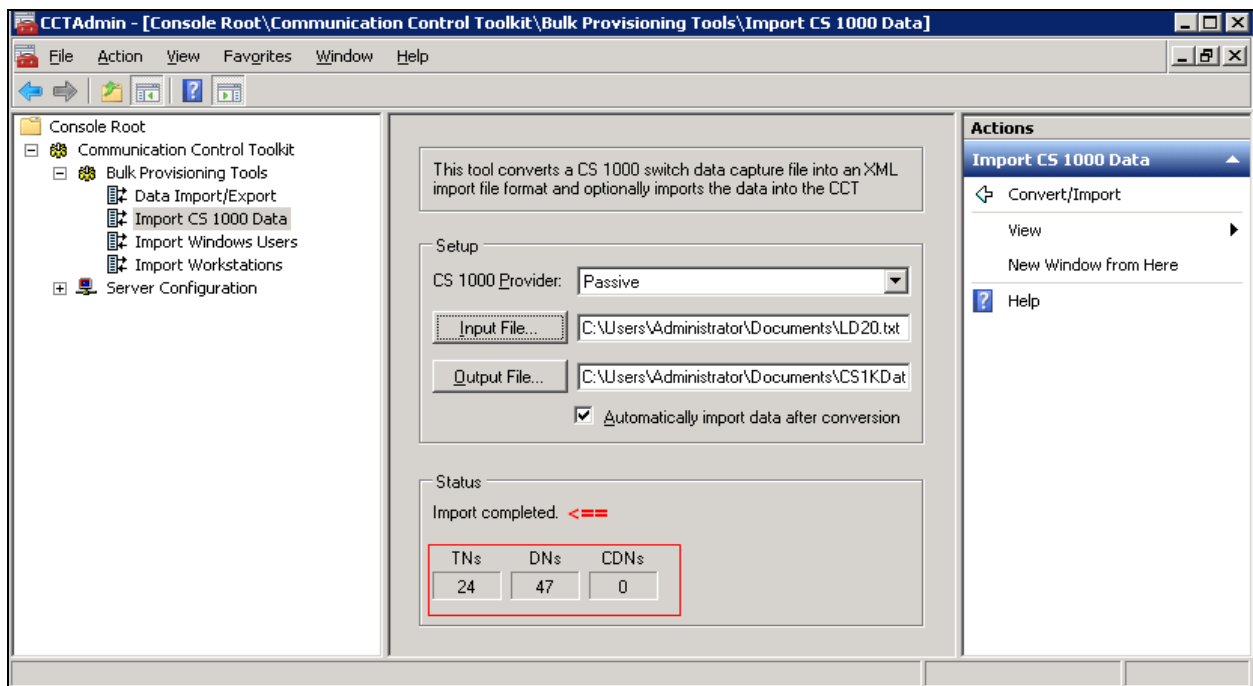 CCTAdmin - [Console Root\Communication Control Toolkit\Bulk Provisioning Tools\Import CS 1000 Data]
File Action View Favorites Window Help
Console Root
Communication Control Toolkit
Bulk Provisioning Tools
Data Import/Export
Import CS 1000 Data
Import Windows Users
Import Workstations
Server Configuration
This tool converts a CS 1000 switch data capture file into an XML
import file format and optionally imports the data into the CCT
Setup
CS 1000 Provider: Passive
Input File... C:\Users\Administrator\Documents\LD20.txt
Output File... C:\Users\Administrator\Documents\CS1KDat
Automatically import data after conversion
Status
Import completed. <==
TNs DNs CDNs
24 47 0
Actions
Import CS 1000 Data
Convert/Import
View
New Window from Here
Help